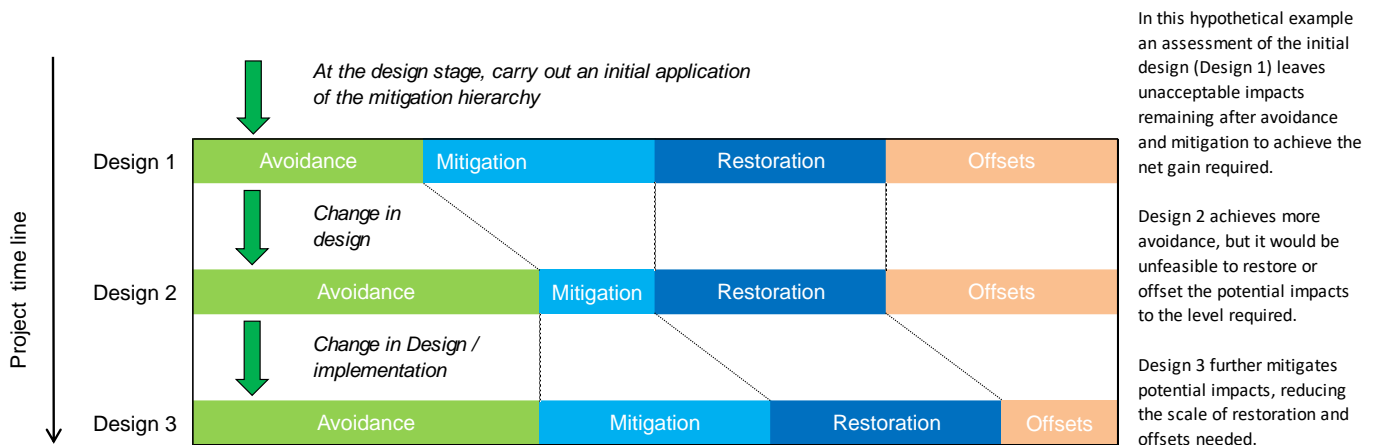 At the design stage, carry out an initial application
of the mitigation hierarchy
Project time line
Design 1
Avoidance
Mitigation
Restoration
Offsets
Change in
design
Design 2
Avoidance
Mitigation
Restoration
Offsets
Change in Design /
implementation
Design 3
Avoidance
Mitigation
Restoration
Offsets
In this hypothetical example
an assessment of the initial
design (Design 1) leaves
unacceptable impacts
remaining after avoidance
and mitigation to achieve the
net gain required.
Design 2 achieves more
avoidance, but it would be
unfeasible to restore or
offset the potential impacts
to the level required.
Design 3 further mitigates
potential impacts, reducing
the scale of restoration and
offsets needed.